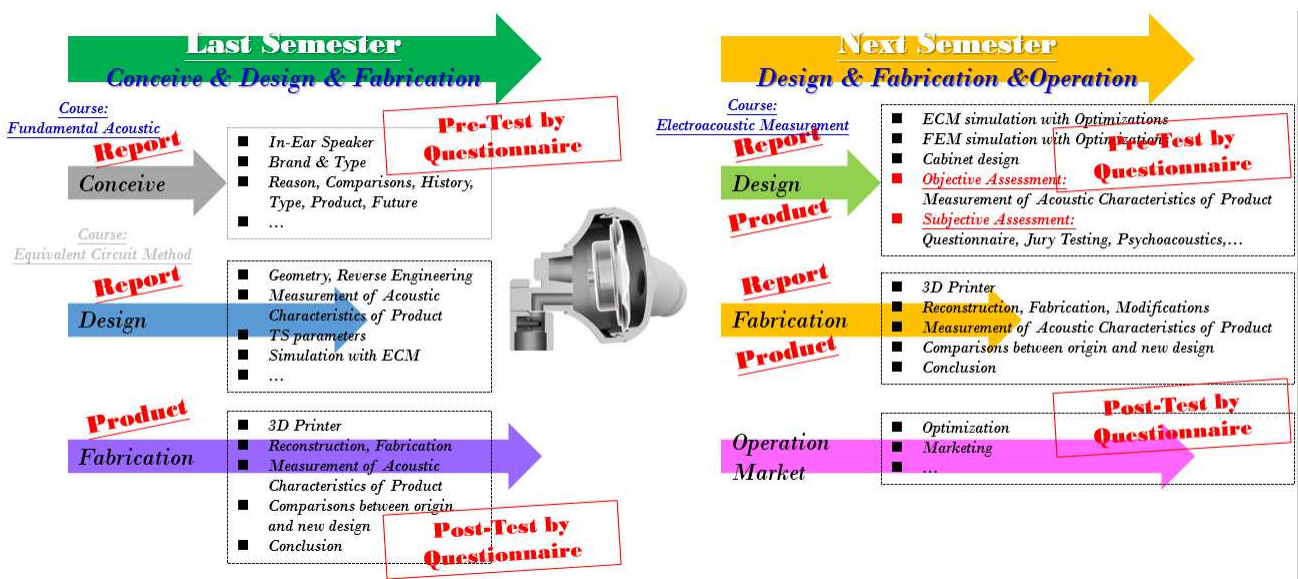 Last Semester
Conceive & Design & Fabrication
Course:
Fundamental Acoustic
Pre-Test by
Questionnaire
Report
Conceive
In-Ear Speaker
Brand & Type
Reason, Comparisons, History,
Type, Product, Future
...
Course:
Equivalent Circuit Method
Report
Design
Geometry, Reverse Engineering
Measurement of Acoustic
Characteristics of Product
TS parameters
Simulation with ECM
...
Product
Fabrication
3D Printer
Reconstruction, Fabrication
Measurement of Acoustic
Characteristics of Product
Comparisons between origin
and new design
Conclusion
Post-Test by
Questionnaire
Next Semester
Design & Fabrication &Operation
Course:
Electroacoustic Measurement
Report
Design
Product
ECM simulation with Optimizations
FEM simulation with Optimizations
Cabinet design
Objective Assessment:
Measurement of Acoustic Characteristics of Product
Subjective Assessment:
Questionnaire, Jury Testing, Psychoacoustics,...
Pre-Test by
Questionnaire
Report
Fabrication
Product
3D Printer
Reconstruction, Fabrication, Modifications
Measurement of Acoustic Characteristics of Product
Comparisons between origin and new design
Conclusion
Operation
Market
Optimization
Marketing
...
Post-Test by
Questionnaire